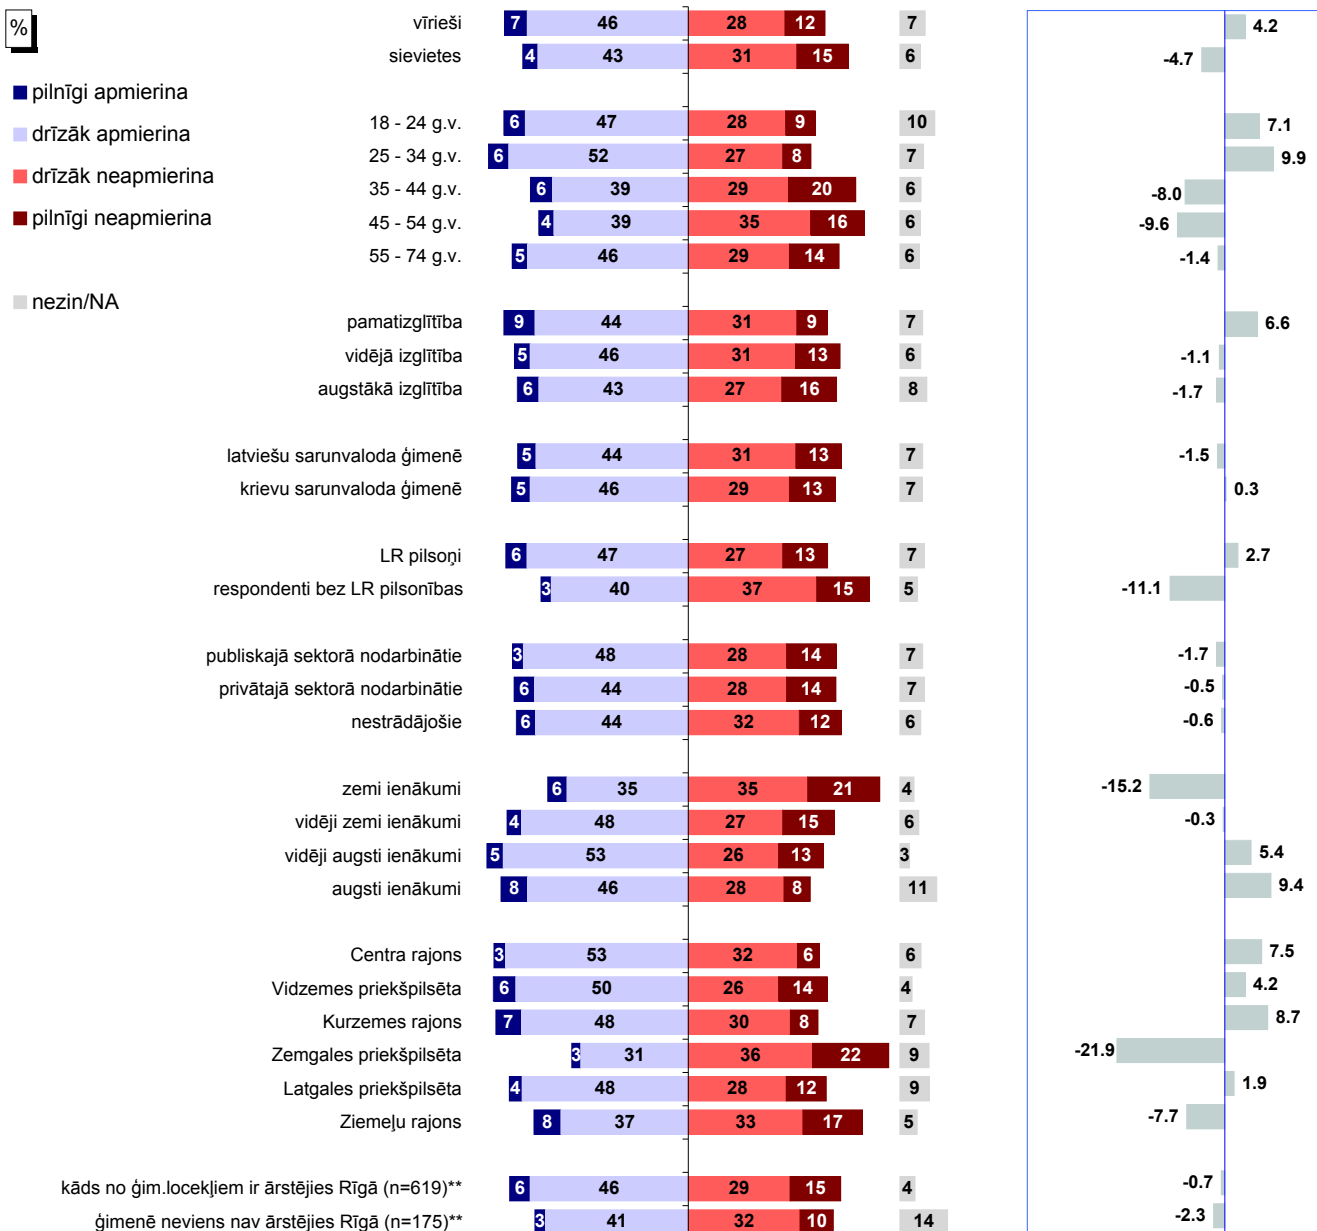 %
pilnīgi apmierina
drīzāk apmierina
drīzāk neapmierina
pilnīgi neapmierina
nezin/NA
vīrieši 7 46 28 12 7 4.2
sievietes 4 43 31 15 6 -4.7
18 - 24 g.v. 6 47 28 9 10 7.1
25 - 34 g.v. 6 52 27 8 7 9.9
35 - 44 g.v. 6 39 29 20 6 -8.0
45 - 54 g.v. 4 39 35 16 6 -9.6
55 - 74 g.v. 5 46 29 14 6 -1.4
pamatizglītība 9 44 31 9 7 6.6
vidējā izglītība 5 46 31 13 6 -1.1
augstākā izglītība 6 43 27 16 8 -1.7
latviešu sarunvaloda ģimenē 5 44 31 13 7 -1.5
krievu sarunvaloda ģimenē 5 46 29 13 7 0.3
LR pilsoņi 6 47 27 13 7 2.7
respondenti bez LR pilsonības 3 40 37 15 5 -11.1
publiskajā sektorā nodarbinātie 3 48 28 14 7 -1.7
privātajā sektorā nodarbinātie 6 44 28 14 7 -0.5
nestrādājošie 6 44 32 12 6 -0.6
zemi ienākumi 6 35 35 21 4 -15.2
vidēji zemi ienākumi 4 48 27 15 6 -0.3
vidēji augsti ienākumi 5 53 26 13 3 5.4
augsti ienākumi 8 46 28 8 11 9.4
Centra rajons 3 53 32 6 6 7.5
Vidzemes priekšpilsēta 6 50 26 14 4 4.2
Kurzemes rajons 7 48 30 8 7 8.7
Zemgales priekšpilsēta 3 31 36 22 9 -21.9
Latgales priekšpilsēta 4 48 28 12 9 1.9
Ziemeļu rajons 8 37 33 17 5 -7.7
kāds no ģim.locekļiem ir ārstējies Rīgā (n=619)** 6 46 29 15 4 -0.7
ģimenē neviens nav ārstējies Rīgā (n=175)** 3 41 32 10 14 -2.3